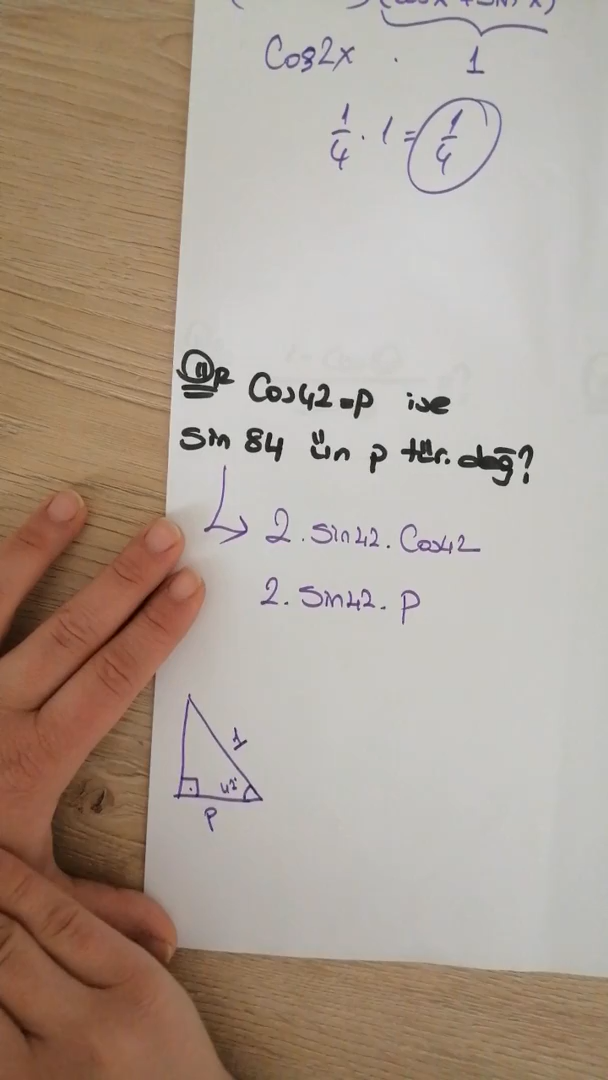 Cos2x . 1
1/4 . 1 = 1/4
Cos42=p ise
Sin 84 ün p tür. değ?
2. Sin42. Cos42
2. Sin42. p
1
42°
p